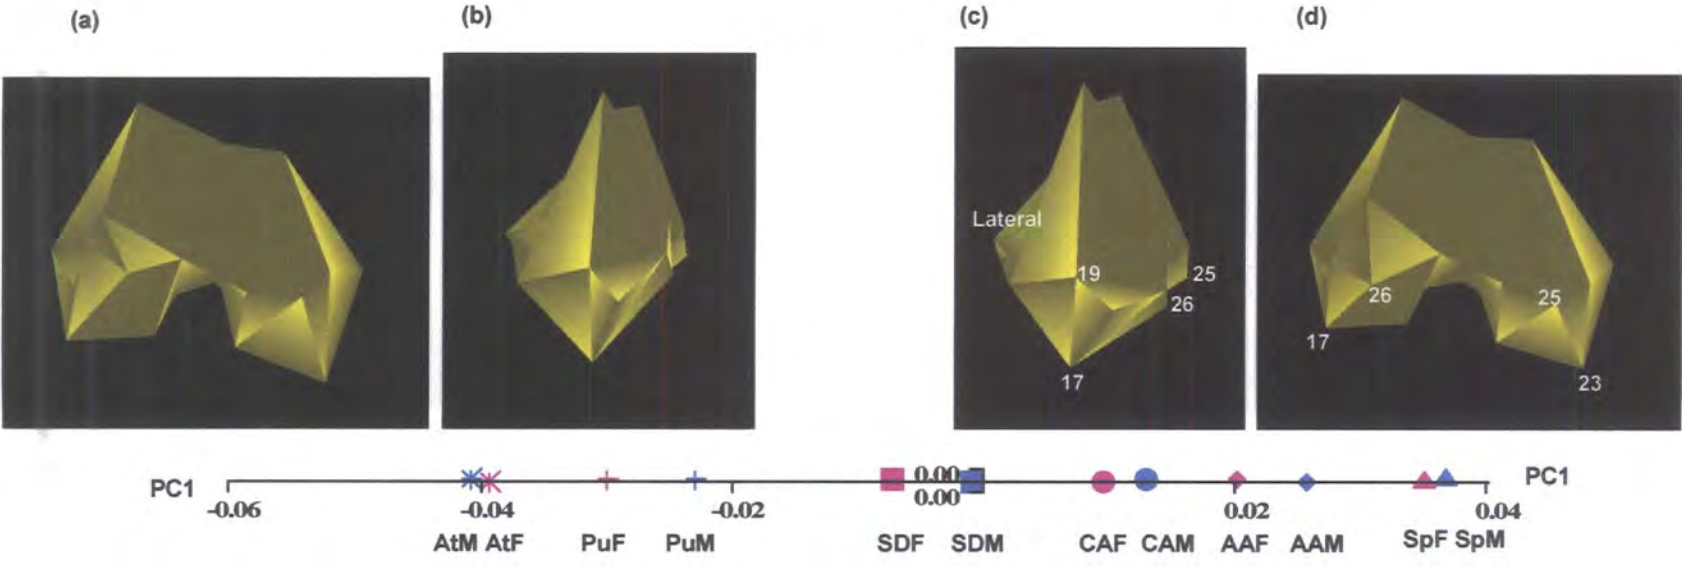 (a)
(b)
(c)
(d)
Lateral
19
25
26
17
26
25
17
23
PC1
0.00
0.00
PC1
-0.06
-0.04
-0.02
0.02
0.04
AtM AtF PuF PuM SDF SDM CAF CAM AAF AAM SpF SpM